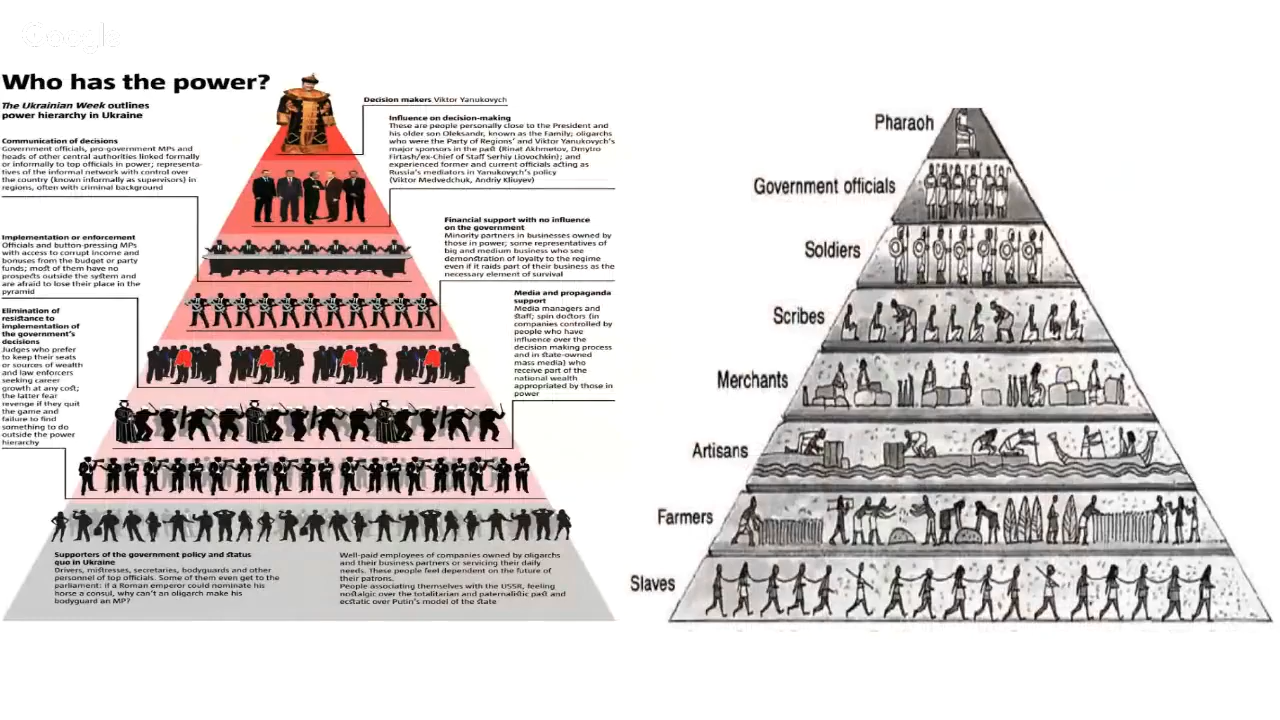 Google
Who has the power?
The Ukrainian Week outlines
power hierarchy in Ukraine
Decision makers Viktor Yanukovych
Influence on decision-making
These are people personally close to the President and
his older son Oleksandr, known as the Family; oligarchs
who were the Party of Regions' and Viktor Yanukovych's
major sponsors in the past (Rinat Akhmetov, Dmytro
Firtash/ex-Chief of Staff Serhiy Liovochkin); and
experienced former and current officials acting as
Russia's mediators in Yanukovych's policy
(Viktor Medvedchuk, Andriy Kliuyev)
Communication of decisions
Government officials, pro-government MPs and
heads of other central authorities linked formally
or informally to top officials in power; representa-
tives of the informal network with control over
the country (known informally as supervisors) in
regions, often with criminal background
Financial support with no influence
on the government
Minority partners in businesses owned by
those in power; some representatives of
big and medium business who see
demonstration of loyalty to the regime
even if it raids part of their business as the
necessary element of survival
Implementation or enforcement
Officials and button-pressing MPs
with access to corrupt income and
bonuses from the budget or party
funds; most of them have no
prospects outside the system and
are afraid to lose their place in the
pyramid
Media and propaganda
support
Media managers and
staff; spin doctors (in
companies controlled by
people who have
influence over the
decision making process
and in state-owned
mass media) who
receive part of the
national wealth
appropriated by those in
power
Elimination of
resistance to
implementation of
the government's
decisions
Judges who prefer
to keep their seats
or sources of wealth
and law enforcers
seeking career
growth at any cost;
the latter fear
revenge if they quit
the game and
failure to find
something to do
outside the power
hierarchy
Supporters of the government policy and status
quo in Ukraine
Drivers, mistresses, secretaries, bodyguards and other
personnel of top officials. Some of them even get to the
parliament: if a Roman emperor could nominate his
horse a consul, why can't an oligarch make his
bodyguard an MP?
Well-paid employees of companies owned by oligarchs
and their business partners or servicing their daily
needs. These people feel dependent on the future of
their patrons.
People associating themselves with the USSR, feeling
nostalgic over the totalitarian and paternalistic past and
ecstatic over Putin's model of the state
Pharaoh
Government officials
Soldiers
Scribes
Merchants
Artisans
Farmers
Slaves